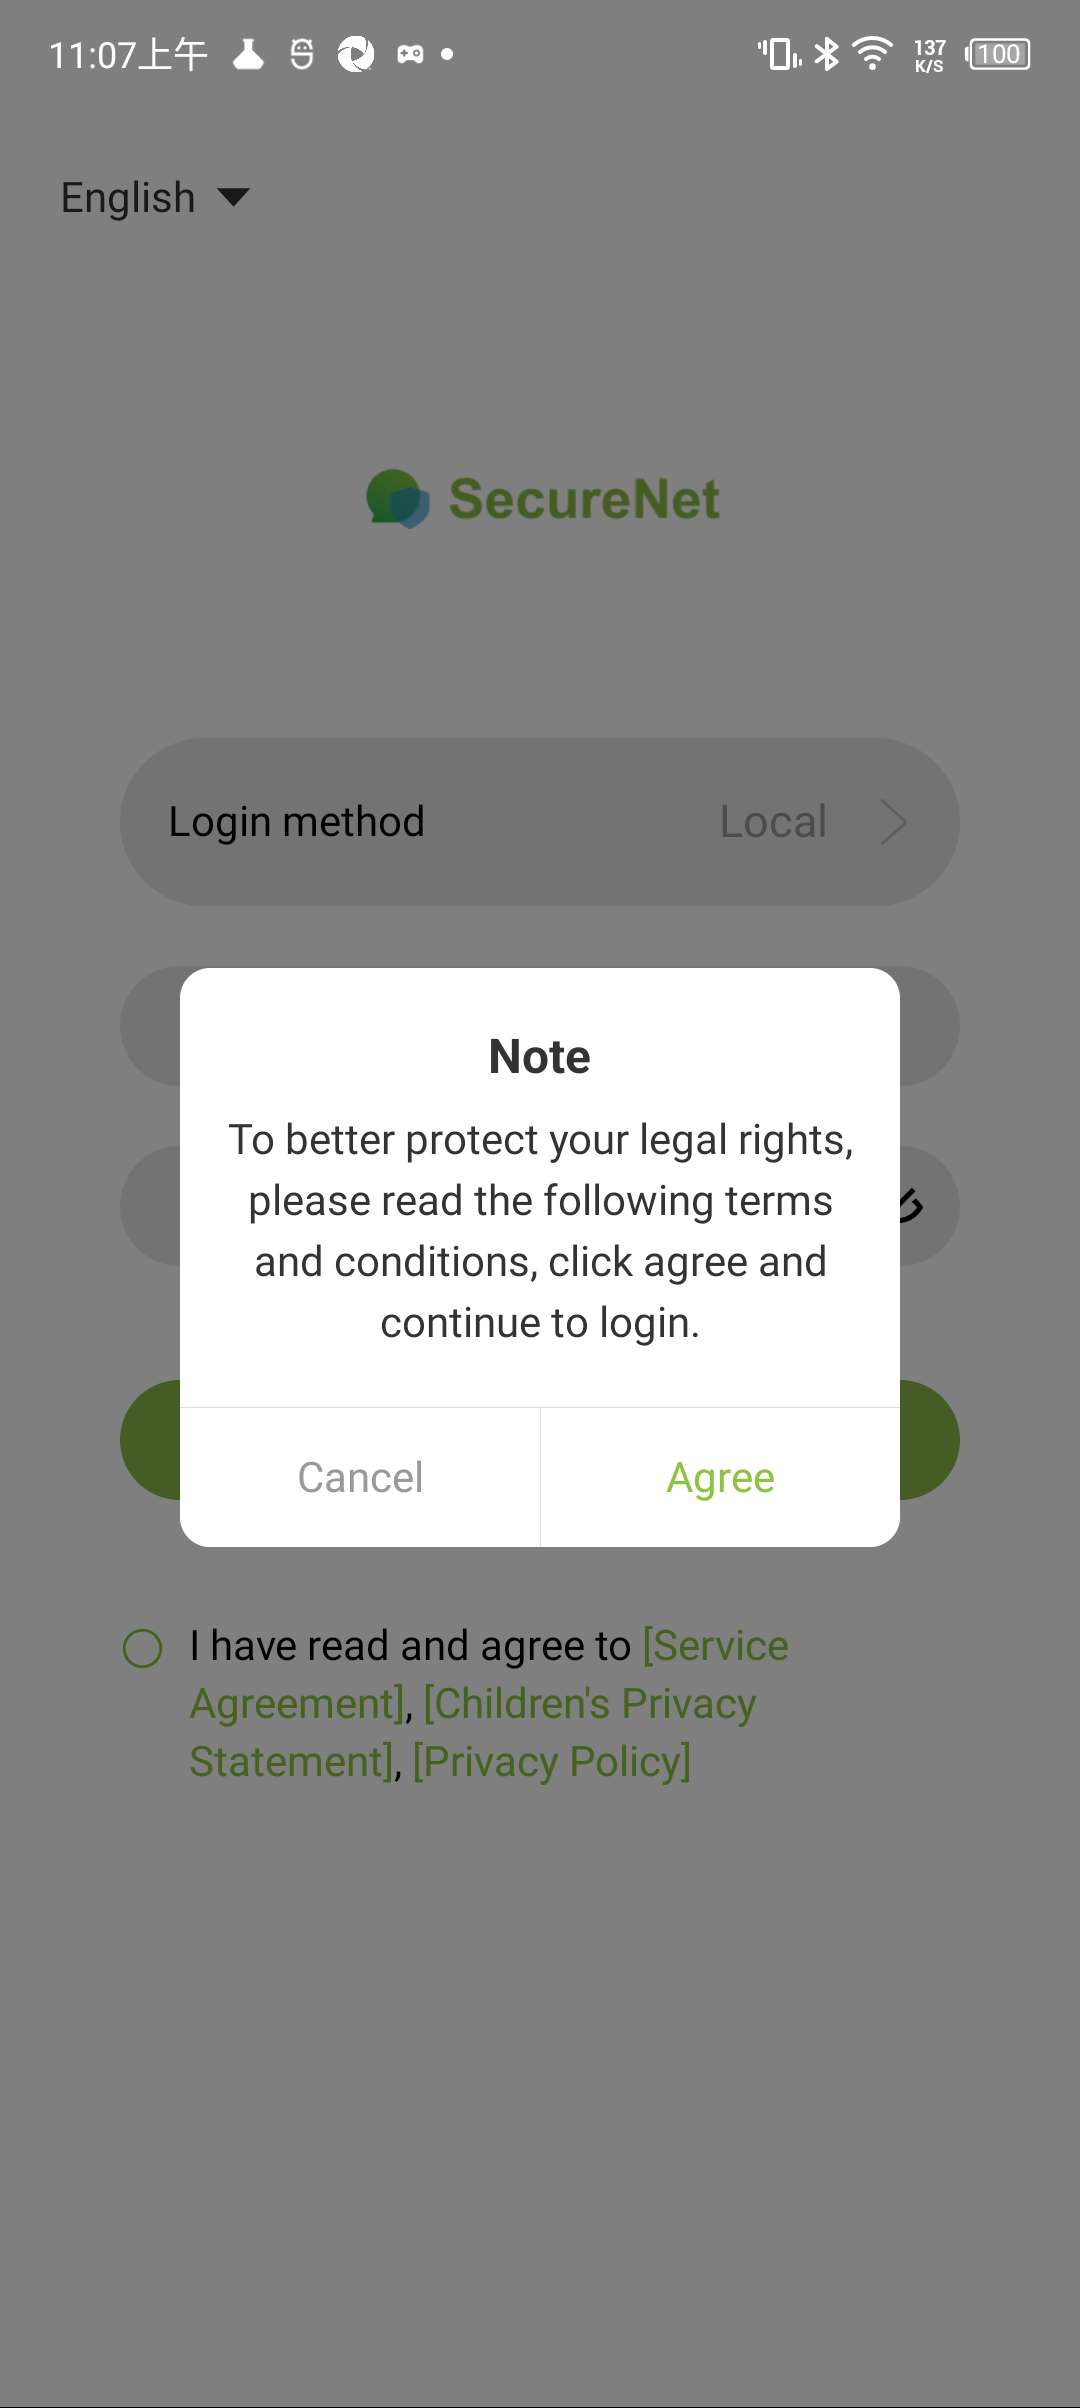 11:07上午
137
K/S
100
English
SecureNet
Login method
Local
Note
To better protect your legal rights,
please read the following terms
and conditions, click agree and
continue to login.
Cancel
Agree
I have read and agree to [Service
Agreement], [Children's Privacy
Statement], [Privacy Policy]